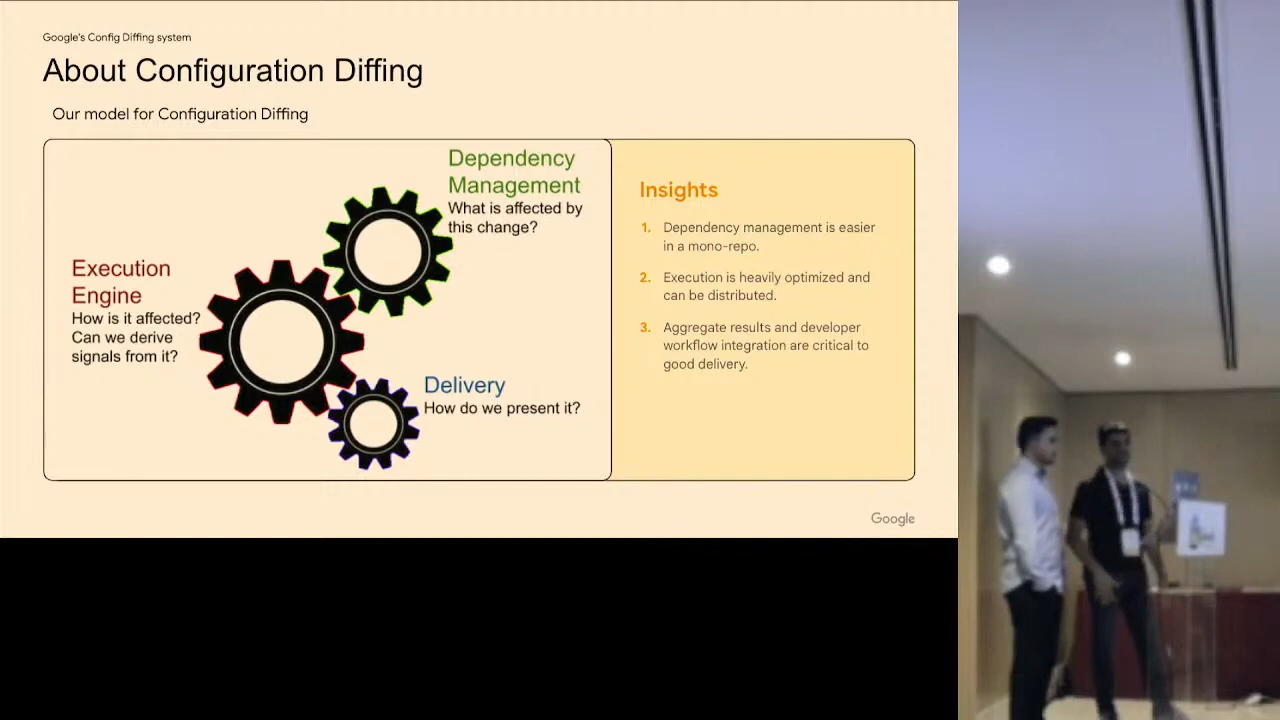 Google's Config Diffing system
About Configuration Diffing
Our model for Configuration Diffing
Dependency
Management
What is affected by
this change?
Execution
Engine
How is it affected?
Can we derive
signals from it?
Delivery
How do we present it?
Insights
1. Dependency management is easier
in a mono-repo.
2. Execution is heavily optimized and
can be distributed.
3. Aggregate results and developer
workflow integration are critical to
good delivery.
Google